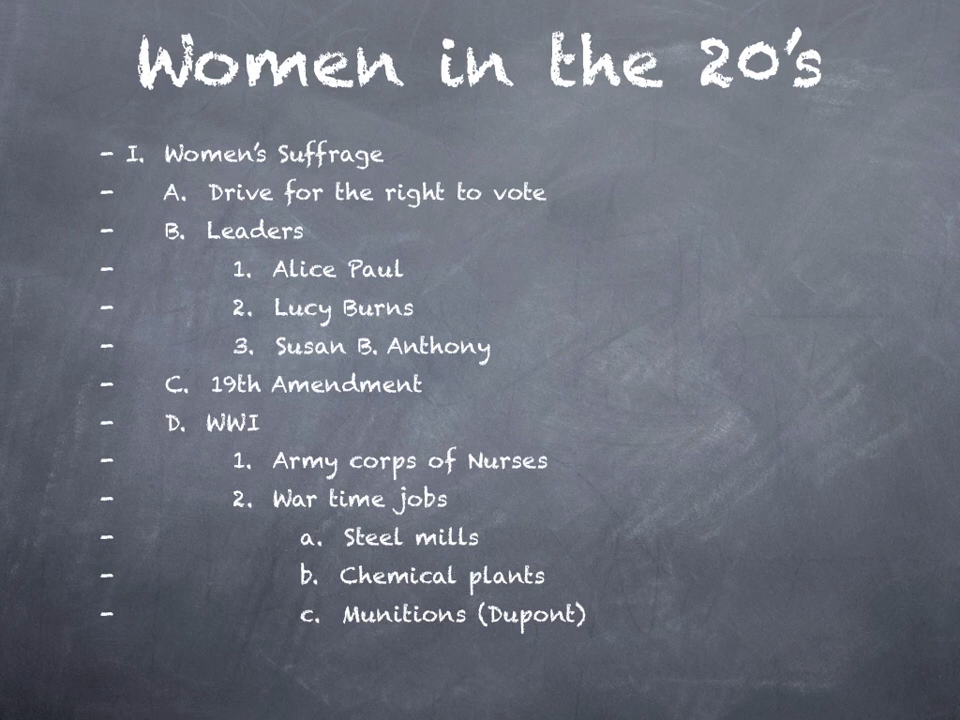 Women in the 20's
- I. Women's Suffrage
- A. Drive for the right to vote
- B. Leaders
- 1. Alice Paul
- 2. Lucy Burns
- 3. Susan B. Anthony
- C. 19th Amendment
- D. WWI
- 1. Army corps of Nurses
- 2. War time jobs
- a. Steel mills
- b. Chemical plants
- c. Munitions (Dupont)